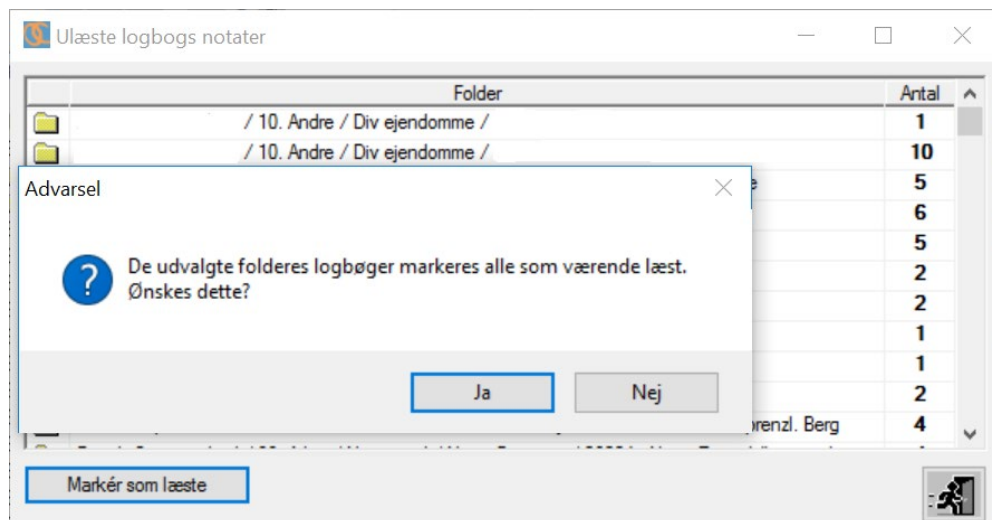 Ulæste logbogs notater
Folder Antal
/ 10. Andre / Div ejendomme / 1
/ 10. Andre / Div ejendomme / 10
5
6
5
2
2
1
1
2
renzl. Berg 4
Advarsel
De udvalgte folderes logbøger markeres alle som værende læst.
Ønskes dette?
Ja Nej
Markér som læste